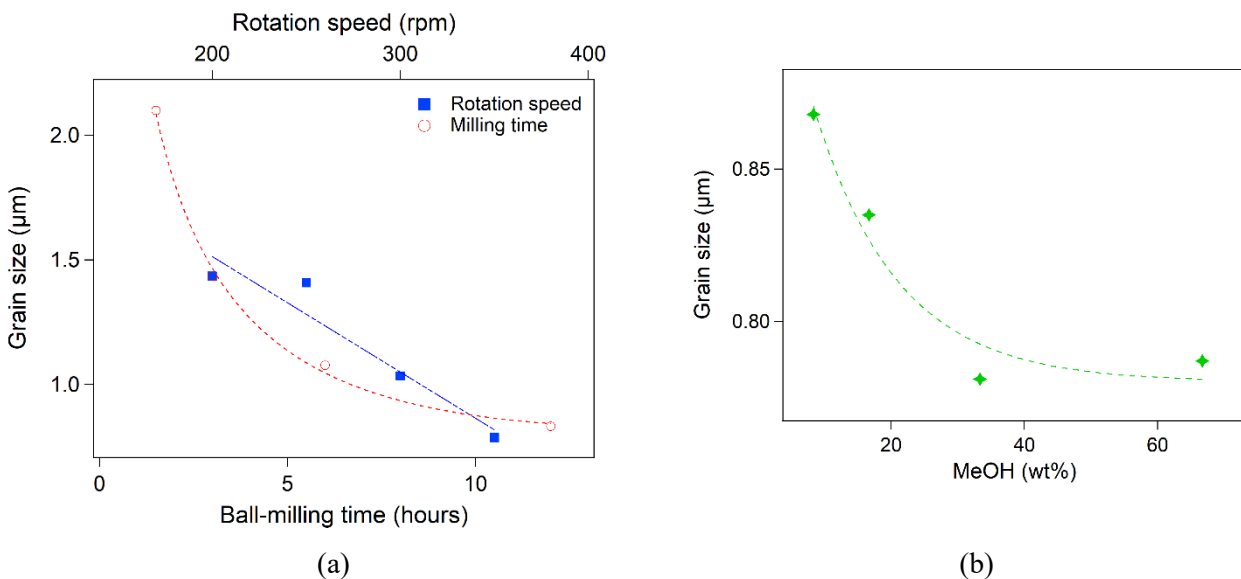 Rotation speed (rpm)
200 300 400
Rotation speed
Milling time
2.0
1.5
1.0
Grain size (µm)
0 5 10
Ball-milling time (hours)
(a)
0.85
0.80
Grain size (µm)
20 40 60
MeOH (wt%)
(b)